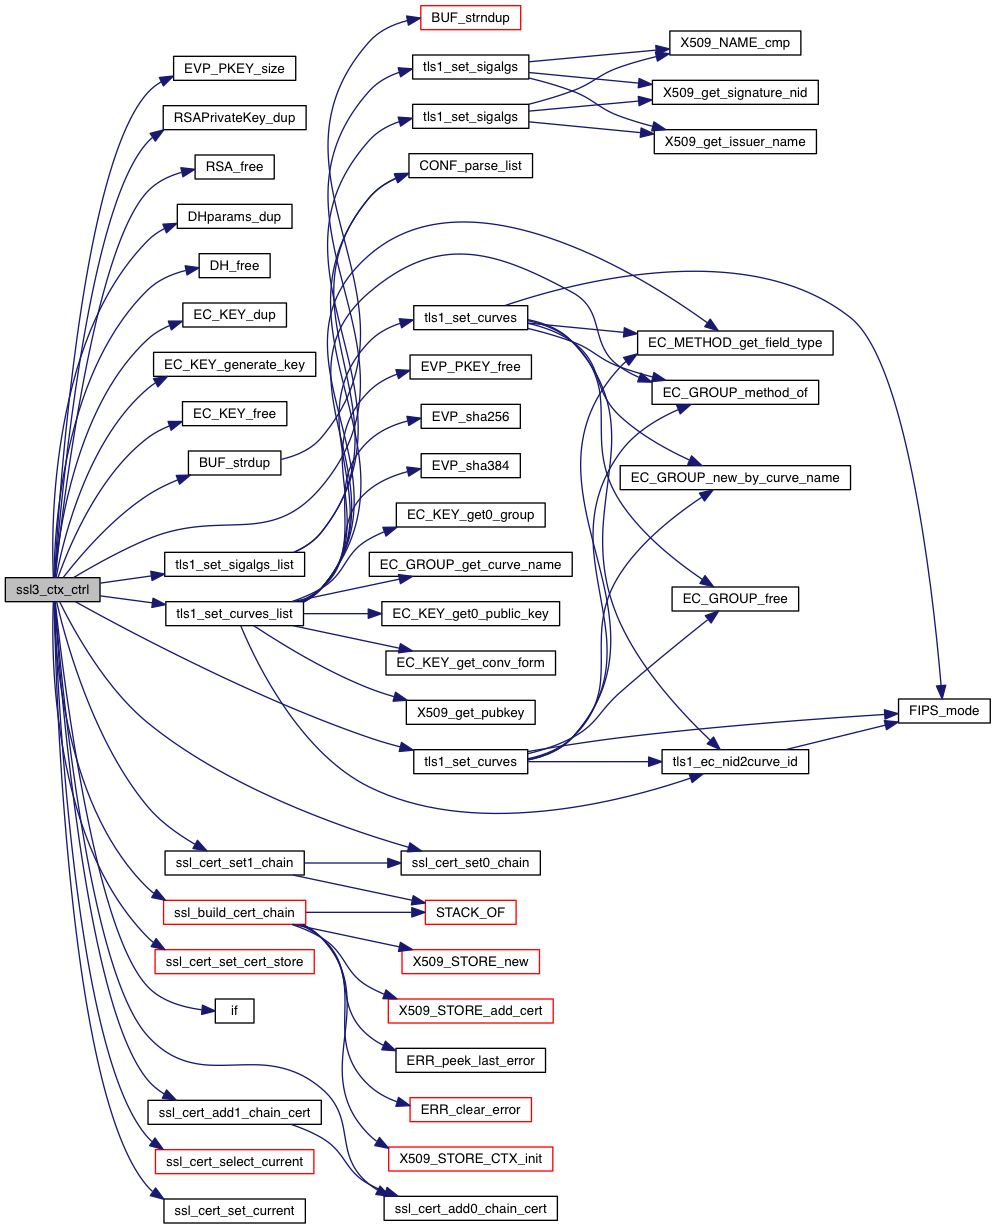 ssl3_ctx_ctrl
EVP_PKEY_size
RSAPrivateKey_dup
RSA_free
DHparams_dup
DH_free
EC_KEY_dup
EC_KEY_generate_key
EC_KEY_free
BUF_strdup
tls1_set_sigalgs_list
tls1_set_curves_list
ssl_cert_set1_chain
ssl_build_cert_chain
ssl_cert_set_cert_store
if
ssl_cert_add1_chain_cert
ssl_cert_select_current
ssl_cert_set_current
BUF_strndup
tls1_set_sigalgs
tls1_set_sigalgs
CONF_parse_list
tls1_set_curves
EVP_PKEY_free
EVP_sha256
EVP_sha384
EC_KEY_get0_group
EC_GROUP_get_curve_name
EC_KEY_get0_public_key
EC_KEY_get_conv_form
X509_get_pubkey
tls1_set_curves
ssl_cert_set0_chain
STACK_OF
X509_STORE_new
X509_STORE_add_cert
ERR_peek_last_error
ERR_clear_error
X509_STORE_CTX_init
ssl_cert_add0_chain_cert
X509_NAME_cmp
X509_get_signature_nid
X509_get_issuer_name
EC_METHOD_get_field_type
EC_GROUP_method_of
EC_GROUP_new_by_curve_name
EC_GROUP_free
tls1_ec_nid2curve_id
FIPS_mode